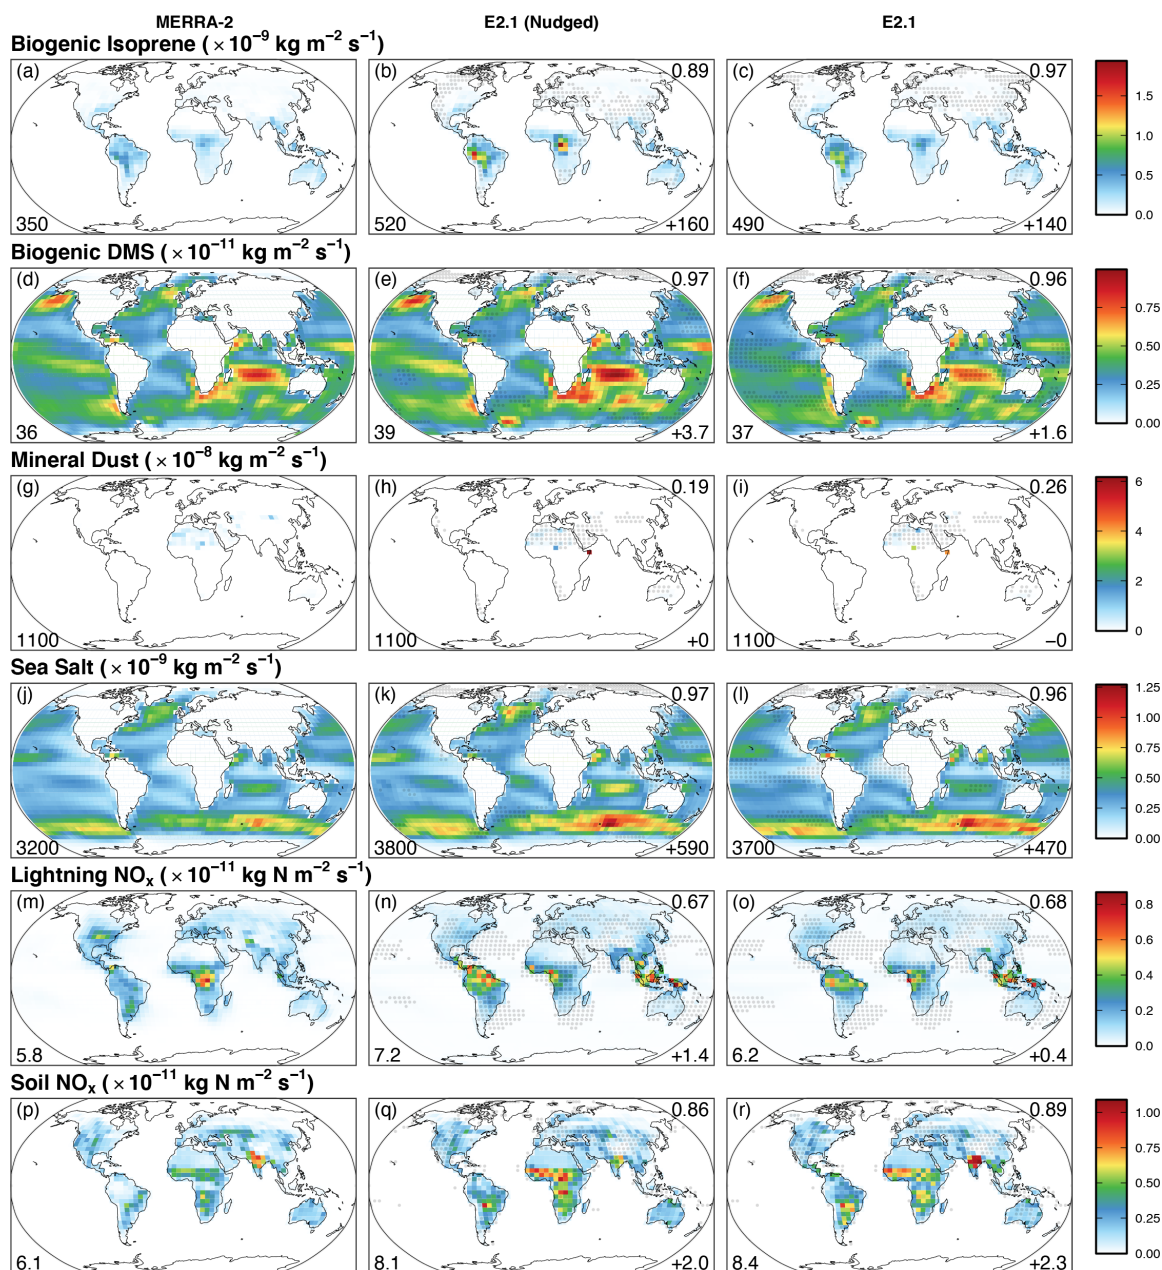 MERRA-2 E2.1 (Nudged) E2.1
Biogenic Isoprene (×10⁻⁹ kg m⁻² s⁻¹)
(a) (b) 0.89 (c) 0.97
1.5
1.0
0.5
0.0
350 520 +160 490 +140
Biogenic DMS (×10⁻¹¹ kg m⁻² s⁻¹)
(d) (e) 0.97 (f) 0.96
0.75
0.50
0.25
0.00
36 39 +3.7 37 +1.6
Mineral Dust (×10⁻⁸ kg m⁻² s⁻¹)
(g) (h) 0.19 (i) 0.26
6
4
2
0
1100 1100 +0 1100 −0
Sea Salt (×10⁻⁹ kg m⁻² s⁻¹)
(j) (k) 0.97 (l) 0.96
1.25
1.00
0.75
0.50
0.25
0.00
3200 3800 +590 3700 +470
Lightning NOₓ (×10⁻¹¹ kg N m⁻² s⁻¹)
(m) (n) 0.67 (o) 0.68
0.8
0.6
0.4
0.2
0.0
5.8 7.2 +1.4 6.2 +0.4
Soil NOₓ (×10⁻¹¹ kg N m⁻² s⁻¹)
(p) (q) 0.86 (r) 0.89
1.00
0.75
0.50
0.25
0.00
6.1 8.1 +2.0 8.4 +2.3